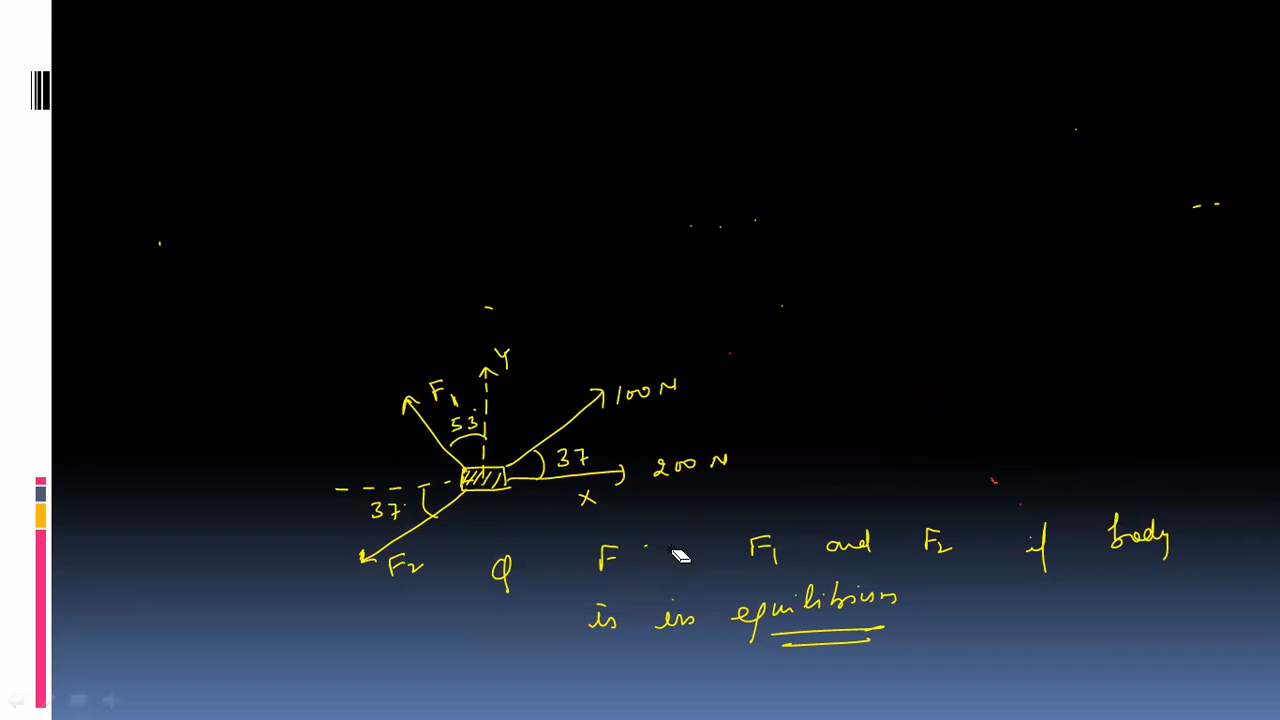 Y
F₁
100 N
53°
37
200 N
X
37°
F₂
Q F F₁ and F₂ if body
is in equilibrium